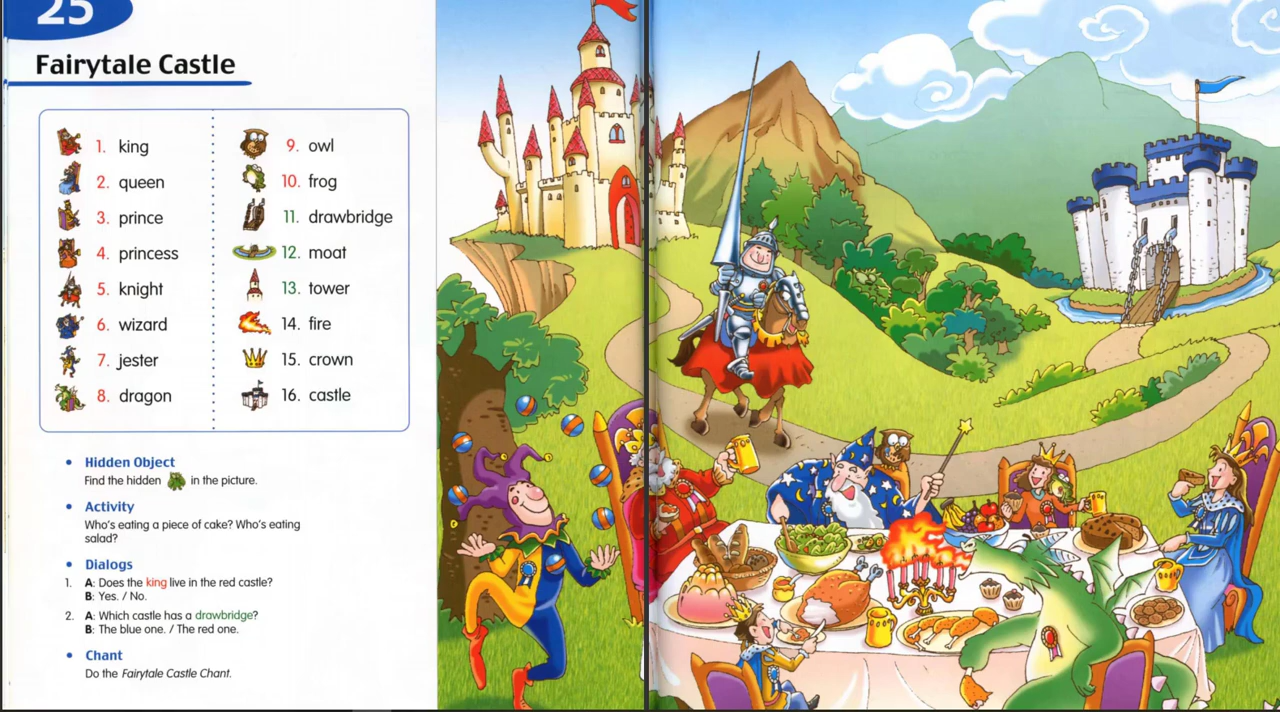 25
Fairytale Castle
1. king
2. queen
3. prince
4. princess
5. knight
6. wizard
7. jester
8. dragon
9. owl
10. frog
11. drawbridge
12. moat
13. tower
14. fire
15. crown
16. castle
• Hidden Object
Find the hidden in the picture.
• Activity
Who's eating a piece of cake? Who's eating
salad?
• Dialogs
1. A: Does the king live in the red castle?
B: Yes. / No.
2. A: Which castle has a drawbridge?
B: The blue one. / The red one.
• Chant
Do the Fairytale Castle Chant.